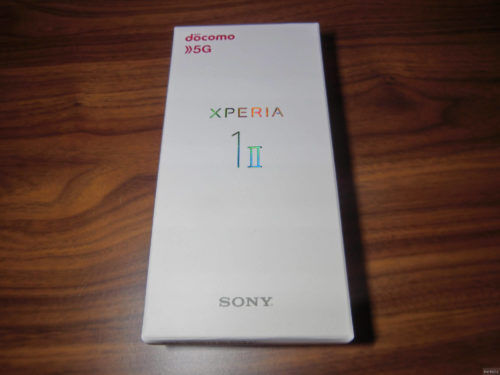 docomo
5G
XPERIA
1 II
SONY